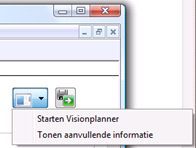 Starten Visionplanner
Tonen aanvullende informatie